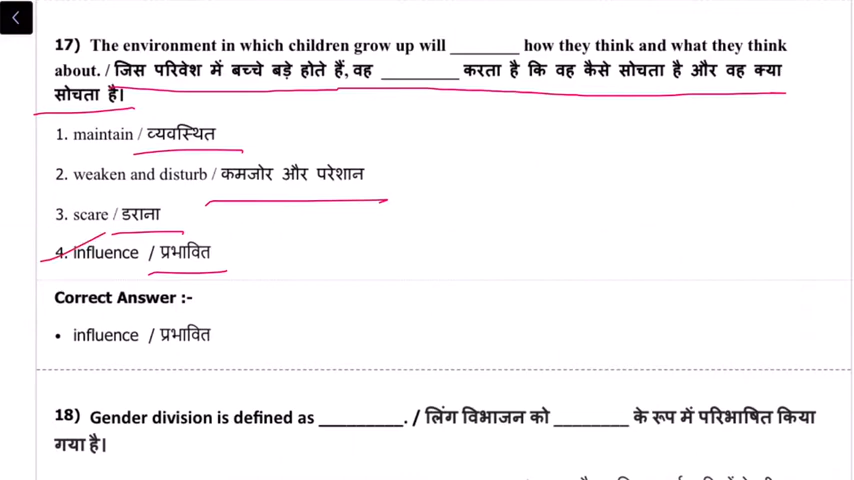 17) The environment in which children grow up will ________ how they think and what they think
about. / जिस परिवेश में बच्चे बड़े होते हैं, वह _________ करता है कि वह कैसे सोचता है और वह क्या
सोचता है।
1. maintain / व्यवस्थित
2. weaken and disturb / कमजोर और परेशान
3. scare / डराना
4. influence / प्रभावित
Correct Answer :-
• influence / प्रभावित
18) Gender division is defined as _________. / लिंग विभाजन को ________ के रूप में परिभाषित किया
गया है।